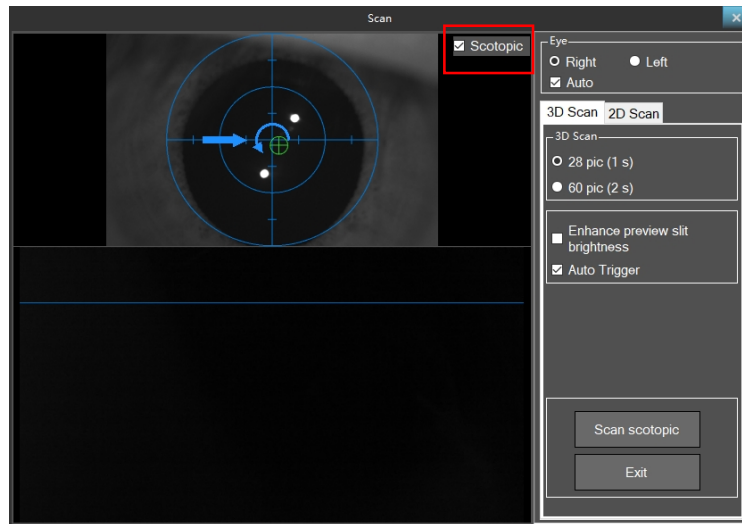 Scan
Scotopic
Eye
Right
Left
Auto
3D Scan
2D Scan
3D Scan
28 pic (1 s)
60 pic (2 s)
Enhance preview slit
brightness
Auto Trigger
Scan scotopic
Exit